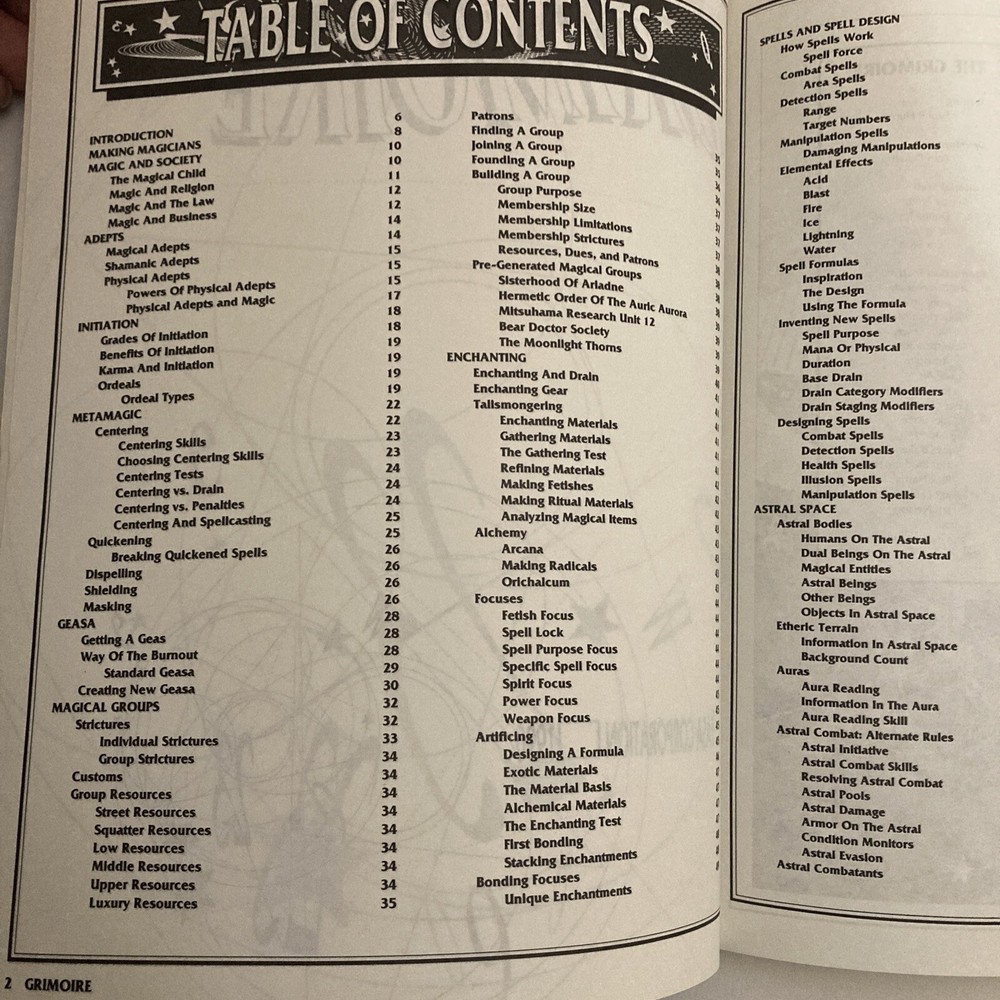 TABLE OF CONTENTS
INTRODUCTION 6
MAKING MAGICIANS 8
MAGIC AND SOCIETY 10
The Magical Child 10
Magic And Religion 11
Magic And The Law 12
Magic And Business 12
ADEPTS 14
Magical Adepts 14
Shamanic Adepts 15
Physical Adepts 15
Powers Of Physical Adepts 15
Physical Adepts and Magic 17
INITIATION 18
Grades Of Initiation 18
Benefits Of Initiation 19
Karma And Initiation 19
Ordeals 19
Ordeal Types 19
METAMAGIC 22
Centering 22
Centering Skills 23
Choosing Centering Skills 23
Centering Tests 24
Centering vs. Drain 24
Centering vs. Penalties 24
Centering And Spellcasting 25
Quickening 25
Breaking Quickened Spells 26
Dispelling 26
Shielding 26
Masking 26
GEASA 28
Getting A Geas 28
Way Of The Burnout 28
Standard Geasa 29
Creating New Geasa 30
MAGICAL GROUPS 32
Strictures 32
Individual Strictures 33
Group Strictures 34
Customs 34
Group Resources 34
Street Resources 34
Squatter Resources 34
Low Resources 34
Middle Resources 34
Upper Resources 34
Luxury Resources 35
Patrons
Finding A Group
Joining A Group
Founding A Group
Building A Group
Group Purpose
Membership Size
Membership Limitations
Membership Strictures
Resources, Dues, and Patrons
Pre-Generated Magical Groups
Sisterhood Of Ariadne
Hermetic Order Of The Auric Aurora
Mitsuhama Research Unit 12
Bear Doctor Society
The Moonlight Thorns
ENCHANTING
Enchanting And Drain
Enchanting Gear
Talismongering
Enchanting Materials
Gathering Materials
The Gathering Test
Refining Materials
Making Fetishes
Making Ritual Materials
Analyzing Magical Items
Alchemy
Arcana
Making Radicals
Orichalcum
Focuses
Fetish Focus
Spell Lock
Spell Purpose Focus
Specific Spell Focus
Spirit Focus
Power Focus
Weapon Focus
Artificing
Designing A Formula
Exotic Materials
The Material Basis
Alchemical Materials
The Enchanting Test
First Bonding
Stacking Enchantments
Bonding Focuses
Unique Enchantments
2 GRIMOIRE
SPELLS AND SPELL DESIGN
How Spells Work
Spell Force
Combat Spells
Area Spells
Detection Spells
Range
Target Numbers
Manipulation Spells
Damaging Manipulations
Elemental Effects
Acid
Blast
Fire
Ice
Lightning
Water
Spell Formulas
Inspiration
The Design
Using The Formula
Inventing New Spells
Spell Purpose
Mana Or Physical
Duration
Base Drain
Drain Category Modifiers
Drain Staging Modifiers
Designing Spells
Combat Spells
Detection Spells
Health Spells
Illusion Spells
Manipulation Spells
ASTRAL SPACE
Astral Bodies
Humans On The Astral
Dual Beings On The Astral
Magical Entities
Astral Beings
Other Beings
Objects In Astral Space
Etheric Terrain
Information In Astral Space
Background Count
Auras
Aura Reading
Information In The Aura
Aura Reading Skill
Astral Combat: Alternate Rules
Astral Initiative
Astral Combat Skills
Resolving Astral Combat
Astral Pools
Astral Damage
Armor On The Astral
Condition Monitors
Astral Evasion
Astral Combatants